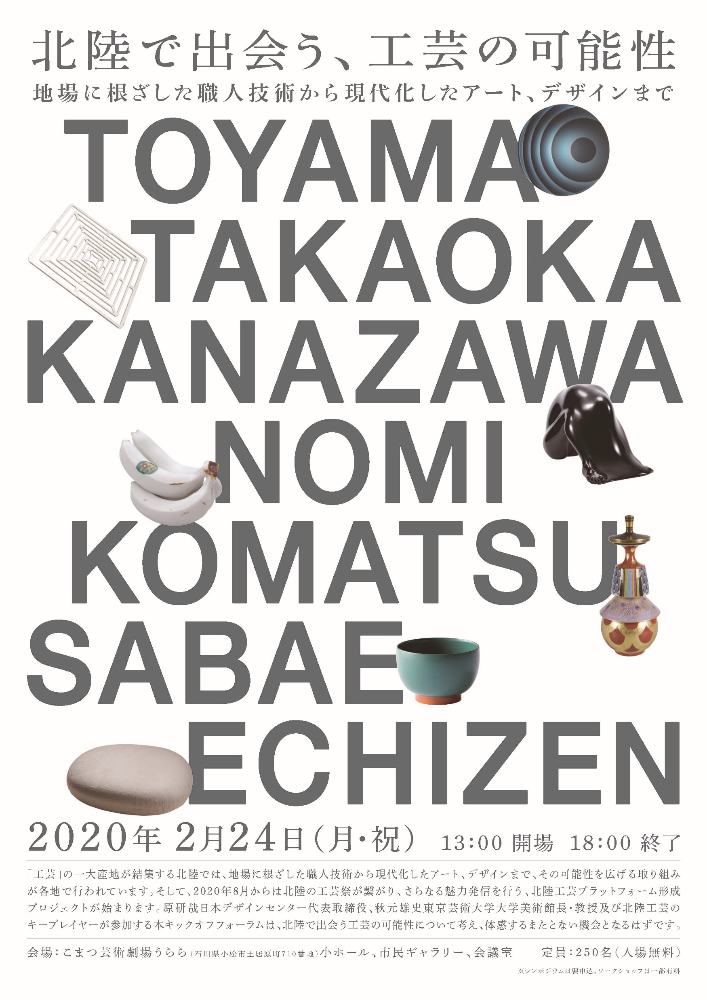 北陸で出会う、工芸の可能性
地場に根ざした職人技術から現代化したアート、デザインまで
TOYAMA
TAKAOKA
KANAZAWA
NOMI
KOMATSU
SABAE
ECHIZEN
2020年 2月24日(月・祝) 13:00 開場 18:00 終了
「工芸」の一大産地が結集する北陸では、地場に根ざした職人技術から現代化したアート、デザインまで、その可能性を広げる取り組み
が各地で行われています。そして、2020年8月からは北陸の工芸祭が繋がり、さらなる魅力発信を行う、北陸工芸プラットフォーム形成
プロジェクトが始まります。原研哉日本デザインセンター代表取締役、秋元雄史東京芸術大学大学美術館長・教授及び北陸工芸の
キープレイヤーが参加する本キックオフフォーラムは、北陸で出会う工芸の可能性について考え、体感するまたとない機会となるはずです。
会場：こまつ芸術劇場うらら(石川県小松市土居原町710番地)小ホール、市民ギャラリー、会議室 定員：250名(入場無料)
※シンポジウムは要申込、ワークショップは一部有料